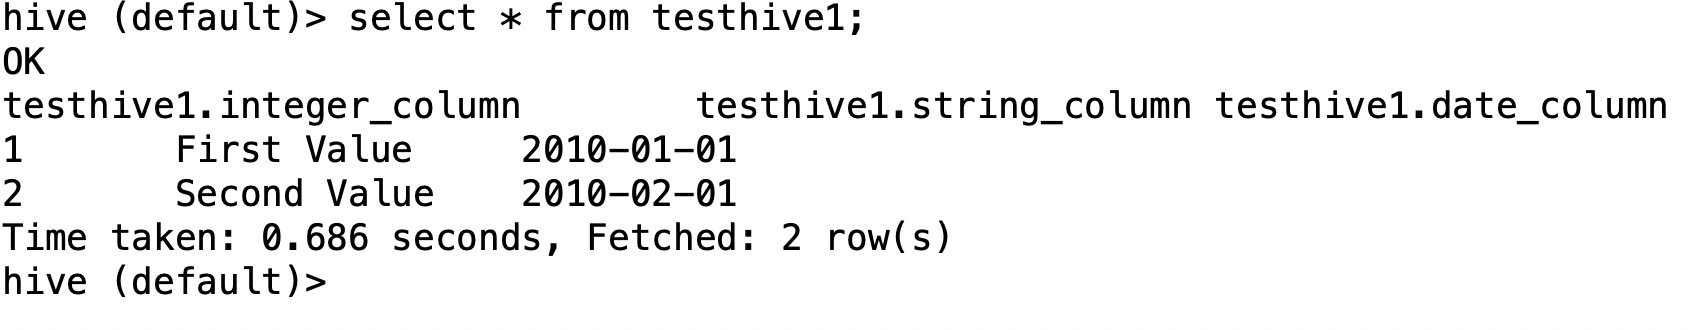 hive (default)> select * from testhive1;
OK
testhive1.integer_column        testhive1.string_column testhive1.date_column
1       First Value     2010-01-01
2       Second Value    2010-02-01
Time taken: 0.686 seconds, Fetched: 2 row(s)
hive (default)>